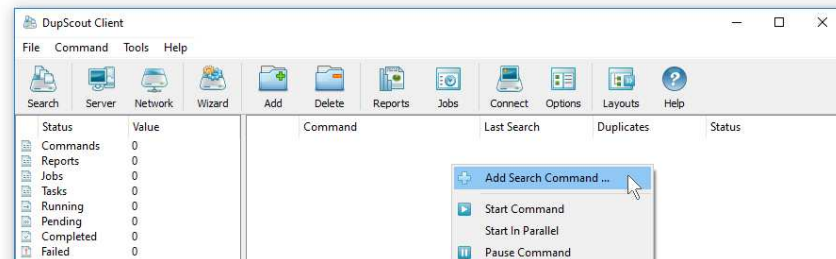 DupScout Client
File Command Tools Help
Search Server Network Wizard Add Delete Reports Jobs Connect Options Layouts Help
Status Value Command Last Search Duplicates Status
Commands 0
Reports 0
Jobs 0
Tasks 0
Running 0
Pending 0
Completed 0
Failed 0
Add Search Command ...
Start Command
Start In Parallel
Pause Command